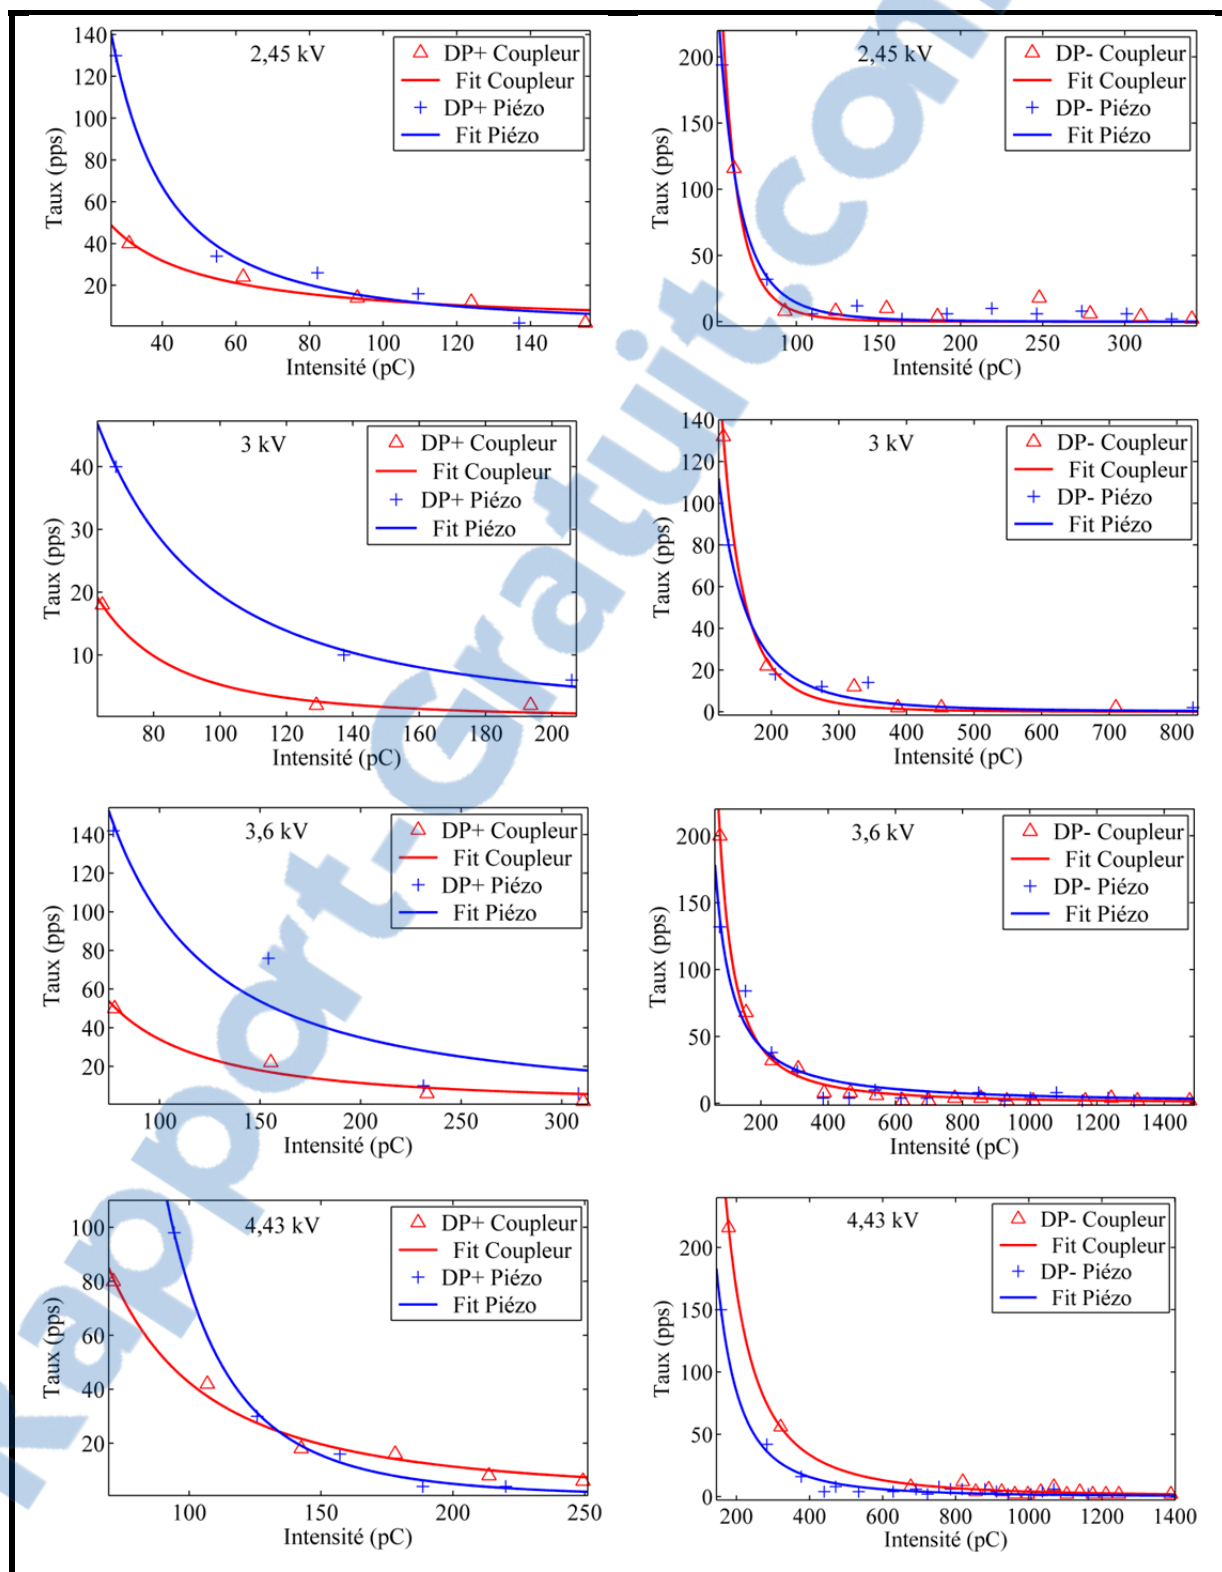 140
120
100
80
60
40
20
Taux (pps)
2,45 kV
DP+ Coupleur
Fit Coupleur
DP+ Piézo
Fit Piézo
40 60 80 100 120 140
Intensité (pC)
200
150
100
50
0
Taux (pps)
2,45 kV
DP- Coupleur
Fit Coupleur
DP- Piézo
Fit Piézo
100 150 200 250 300
Intensité (pC)
40
30
20
10
Taux (pps)
3 kV
DP+ Coupleur
Fit Coupleur
DP+ Piézo
Fit Piézo
80 100 120 140 160 180 200
Intensité (pC)
140
120
100
80
60
40
20
0
Taux (pps)
3 kV
DP- Coupleur
Fit Coupleur
DP- Piézo
Fit Piézo
200 300 400 500 600 700 800
Intensité (pC)
140
120
100
80
60
40
20
Taux (pps)
3,6 kV
DP+ Coupleur
Fit Coupleur
DP+ Piézo
Fit Piézo
100 150 200 250 300
Intensité (pC)
200
150
100
50
0
Taux (pps)
3,6 kV
DP- Coupleur
Fit Coupleur
DP- Piézo
Fit Piézo
200 400 600 800 1000 1200 1400
Intensité (pC)
100
80
60
40
20
Taux (pps)
4,43 kV
DP+ Coupleur
Fit Coupleur
DP+ Piézo
Fit Piézo
100 150 200 250
Intensité (pC)
200
150
100
50
0
Taux (pps)
4,43 kV
DP- Coupleur
Fit Coupleur
DP- Piézo
Fit Piézo
200 400 600 800 1000 1200 1400
Intensité (pC)
Rapport-Gratuit.com